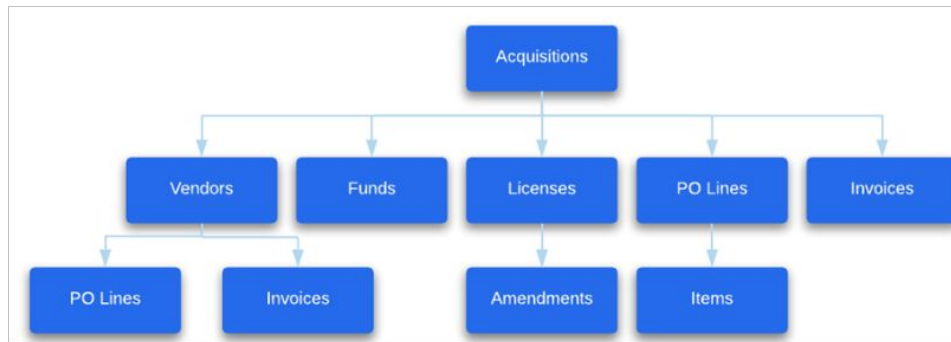 Acquisitions
Vendors
Funds
Licenses
PO Lines
Invoices
PO Lines
Invoices
Amendments
Items